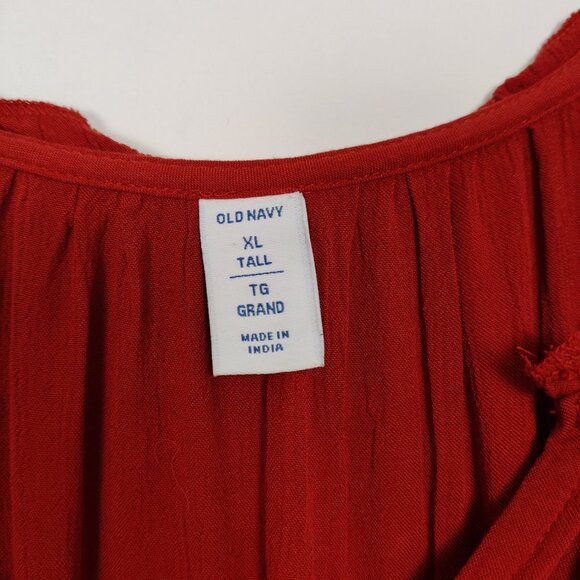 OLD NAVY
XL
TALL
TG
GRAND
MADE IN
INDIA